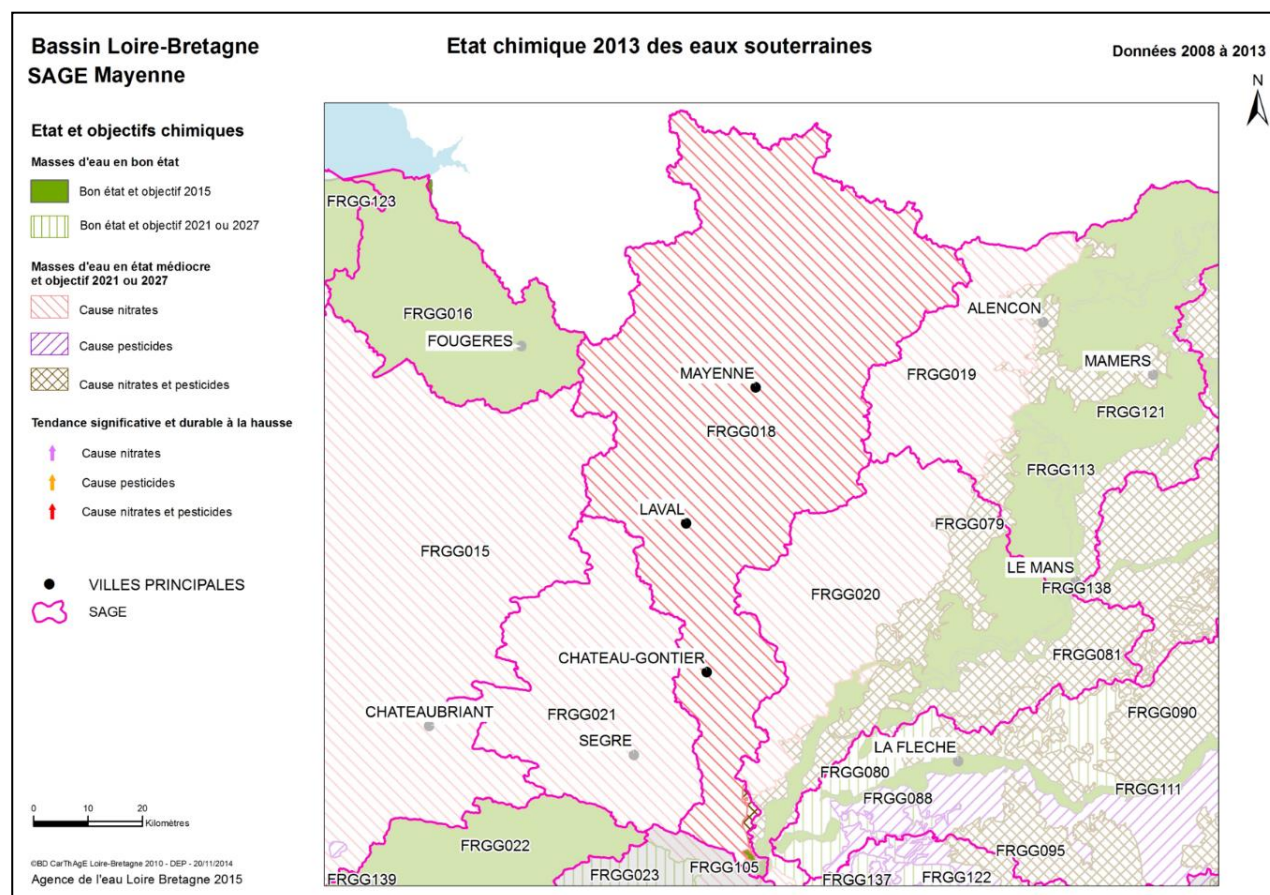 Bassin Loire-Bretagne
SAGE Mayenne
Etat chimique 2013 des eaux souterraines
Données 2008 à 2013
N
Etat et objectifs chimiques
Masses d'eau en bon état
Bon état et objectif 2015
Bon état et objectif 2021 ou 2027
Masses d'eau en état médiocre
et objectif 2021 ou 2027
Cause nitrates
Cause pesticides
Cause nitrates et pesticides
Tendance significative et durable à la hausse
Cause nitrates
Cause pesticides
Cause nitrates et pesticides
VILLES PRINCIPALES
SAGE
0 10 20
Kilomètres
©BD CarThAgE Loire-Bretagne 2010 - DEP - 20/11/2014
Agence de l'eau Loire Bretagne 2015
FRGG123
FRGG016
FOUGERES
ALENCON
MAYENNE
FRGG019
MAMERS
FRGG121
FRGG018
FRGG113
LAVAL
FRGG079
FRGG015
LE MANS
FRGG138
FRGG020
CHATEAU-GONTIER
FRGG081
CHATEAUBRIANT
FRGG021
FRGG090
SEGRE
LA FLECHE
FRGG080
FRGG111
FRGG088
FRGG022
FRGG095
FRGG105
FRGG023
FRGG139
FRGG137
FRGG122